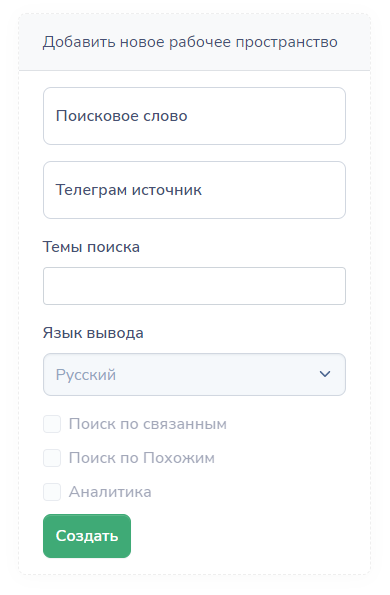 Добавить новое рабочее пространство
Поисковое слово
Телеграм источник
Темы поиска
Язык вывода
Русский
Поиск по связанным
Поиск по Похожим
Аналитика
Создать